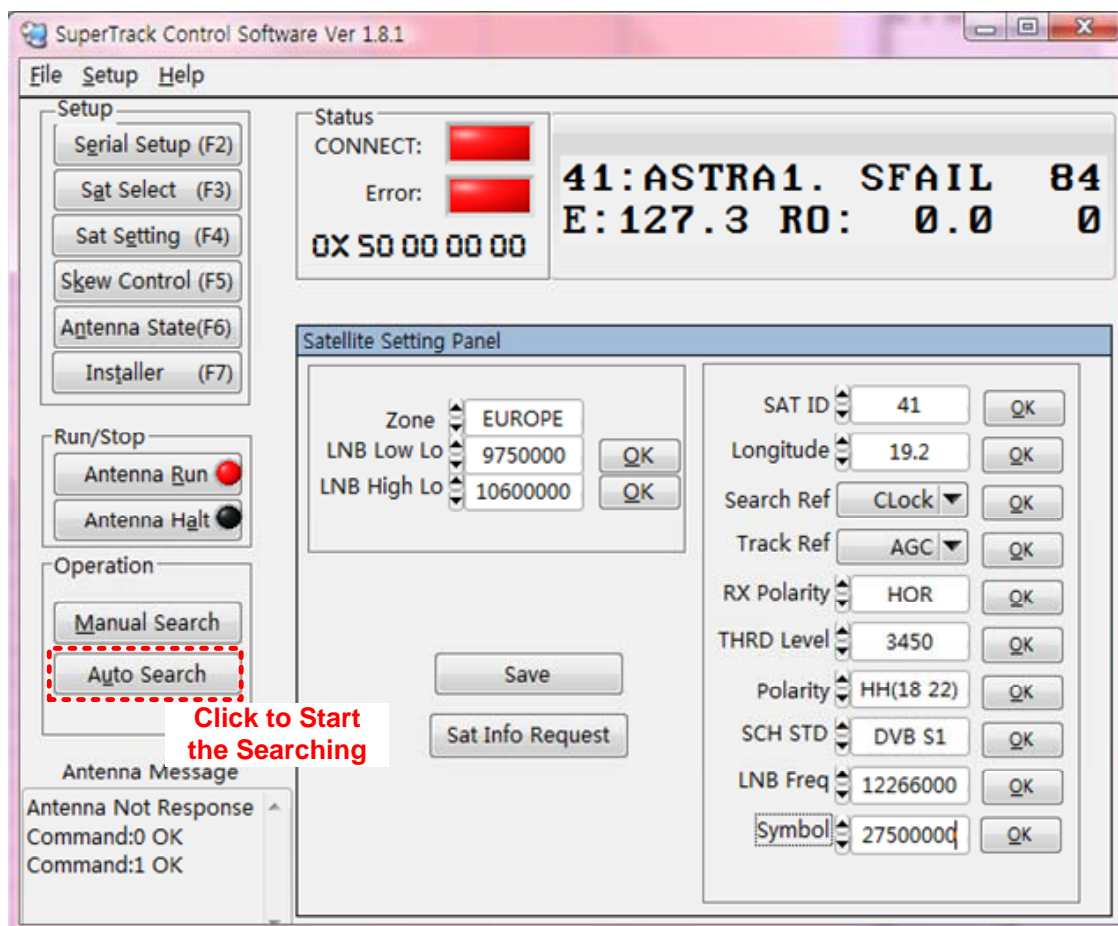 SuperTrack Control Software Ver 1.8.1
File Setup Help
Setup
Serial Setup (F2)
Sat Select (F3)
Sat Setting (F4)
Skew Control (F5)
Antenna State(F6)
Installer (F7)
Status
CONNECT:
Error:
0X 50 00 00 00
41:ASTRA1. SFAIL 84
E:127.3 RO: 0.0 0
Run/Stop
Antenna Run
Antenna Halt
Operation
Manual Search
Auto Search
Click to Start
the Searching
Antenna Message
Antenna Not Response
Command:0 OK
Command:1 OK
Satellite Setting Panel
Zone EUROPE
LNB Low Lo 9750000 OK
LNB High Lo 10600000 OK
Save
Sat Info Request
SAT ID 41 OK
Longitude 19.2 OK
Search Ref CLock OK
Track Ref AGC OK
RX Polarity HOR OK
THRD Level 3450 OK
Polarity HH(18 22) OK
SCH STD DVB S1 OK
LNB Freq 12266000 OK
Symbol 27500000 OK